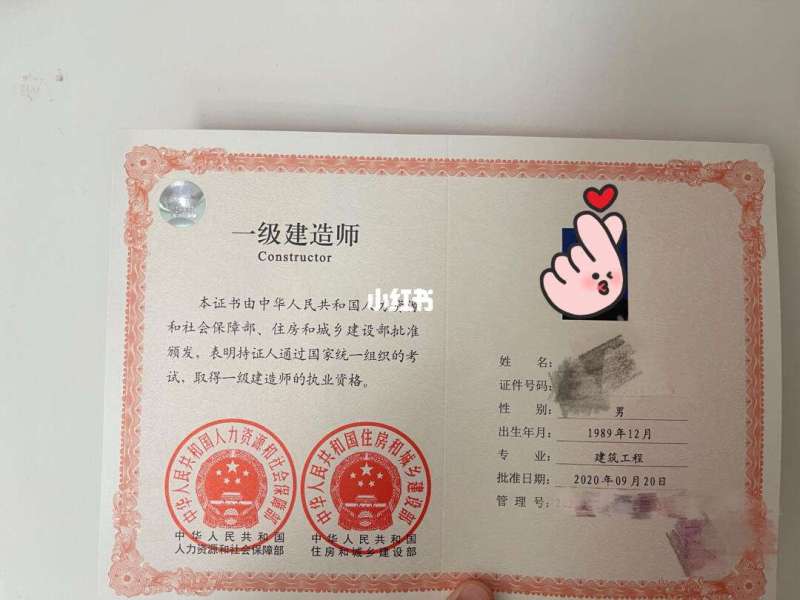 一级建造师
Constructor
小红书
本证书由中华人民共和国人力资源
和社会保障部、住房和城乡建设部批准
颁发，表明持证人通过国家统一组织的考
试，取得一级建造师的执业资格。
中华人民共和国人力资源和社会保障部
中华人民共和国住房和城乡建设部
中华人民共和国
人力资源和社会保障部
中华人民共和国
住房和城乡建设部
姓 名：
证件号码：
性 别： 男
出生年月： 1989年12月
专 业： 建筑工程
批准日期： 2020年09月20日
管 理 号：